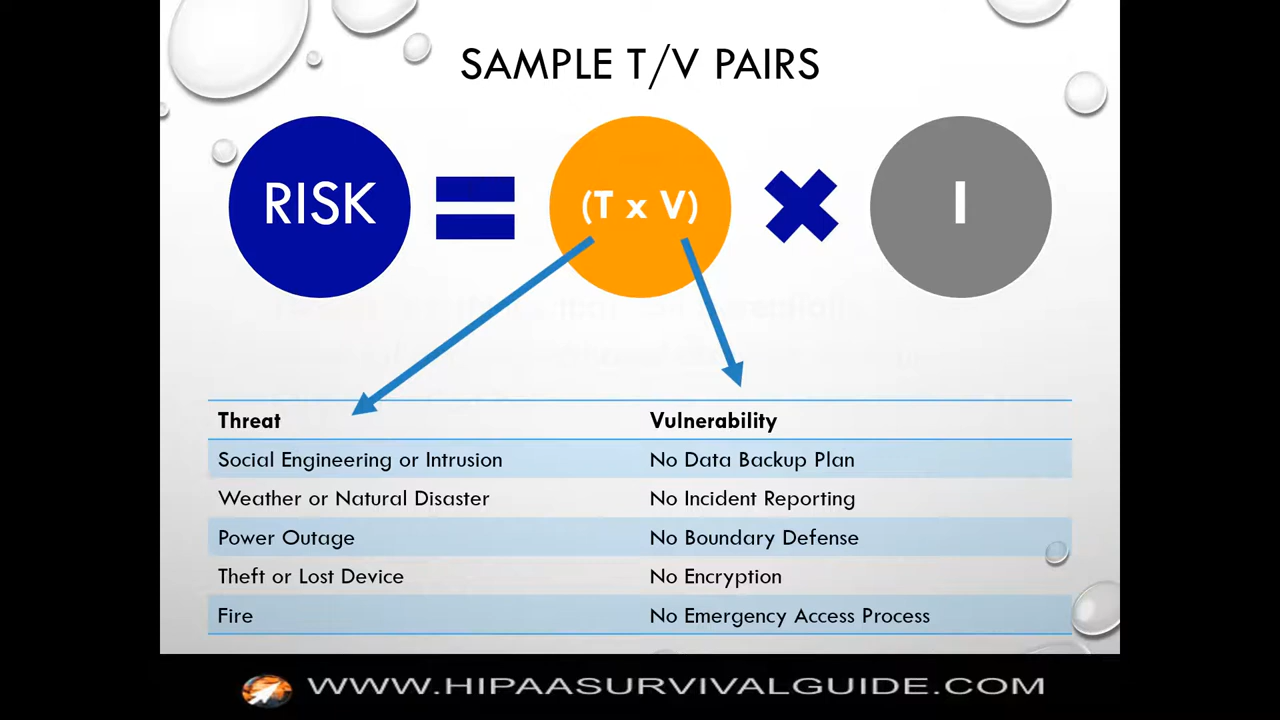 SAMPLE T/V PAIRS
RISK = (T x V) × I
Threat Vulnerability
Social Engineering or Intrusion No Data Backup Plan
Weather or Natural Disaster No Incident Reporting
Power Outage No Boundary Defense
Theft or Lost Device No Encryption
Fire No Emergency Access Process
WWW.HIPAASURVIVALGUIDE.COM